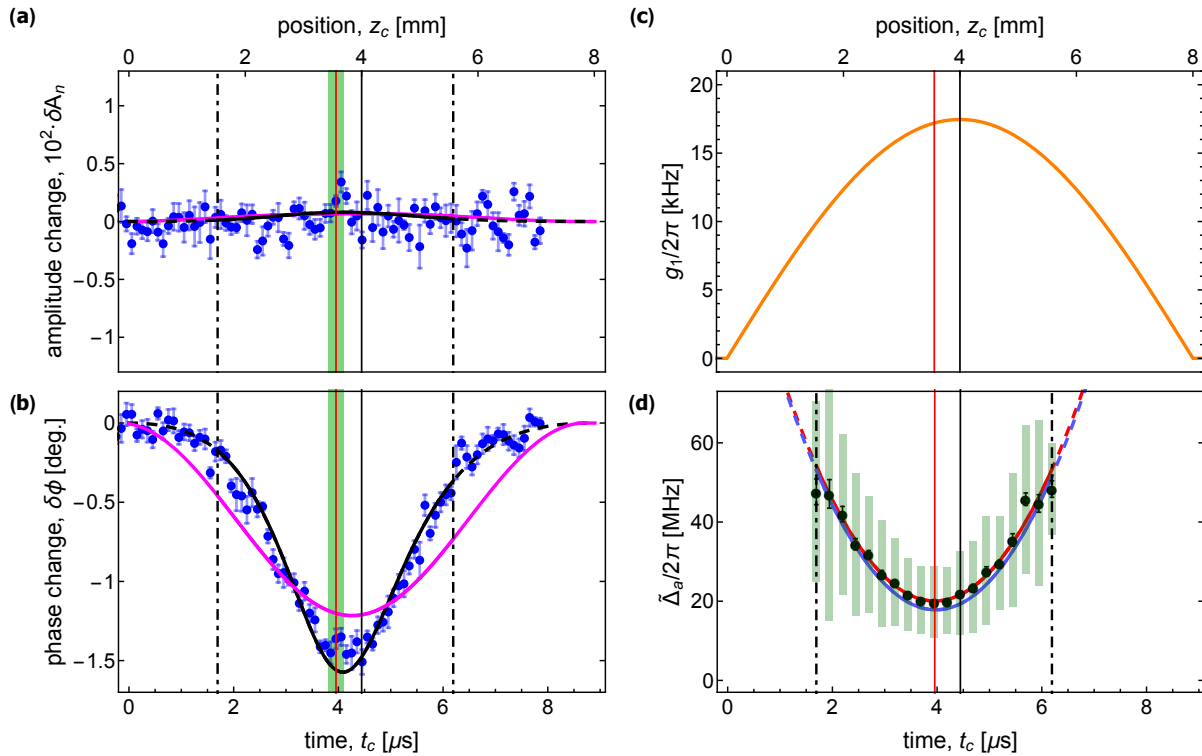 (a)
position, z_c [mm]
0 2 4 6 8
amplitude change, 10²·δA_n
1
0.5
0
−0.5
−1
(b)
phase change, δϕ [deg.]
0
−0.5
−1.0
−1.5
0 2 4 6 8
time, t_c [μs]
(c)
position, z_c [mm]
0 2 4 6 8
g_1/2π [kHz]
20
15
10
5
0
(d)
Δ̃_a/2π [MHz]
60
40
20
0
0 2 4 6 8
time, t_c [μs]